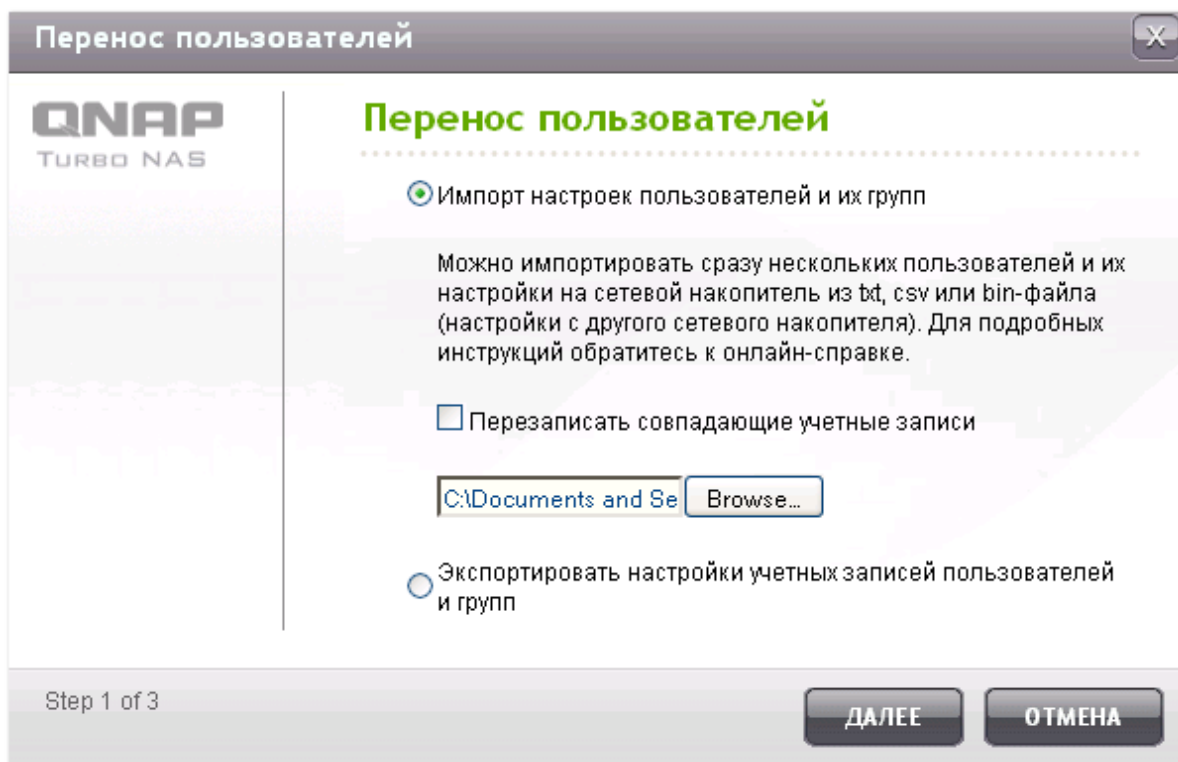 Перенос пользователей
X
QNAP
TURBO NAS
Перенос пользователей
Импорт настроек пользователей и их групп
Можно импортировать сразу нескольких пользователей и их
настройки на сетевой накопитель из txt, csv или bin-файла
(настройки с другого сетевого накопителя). Для подробных
инструкций обратитесь к онлайн-справке.
Перезаписать совпадающие учетные записи
C:\Documents and Se
Browse...
Экспортировать настройки учетных записей пользователей
и групп
Step 1 of 3
ДАЛЕЕ
ОТМЕНА